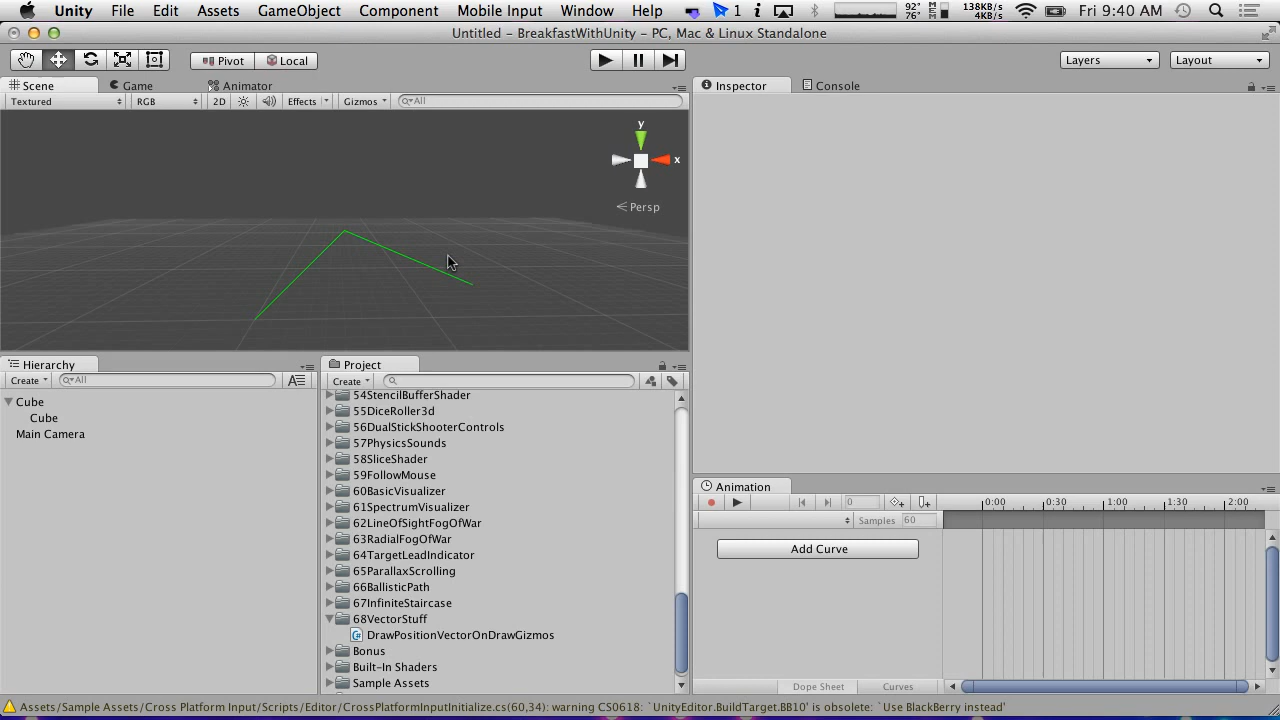 Unity File Edit Assets GameObject Component Mobile Input Window Help 1 92° 76° MEM 138KB/s 4KB/s Fri 9:40 AM
Untitled - BreakfastWithUnity - PC, Mac & Linux Standalone
Pivot Local Layers Layout
Scene Game Animator Inspector Console
Textured RGB 2D Effects Gizmos All
y
x
Persp
Hierarchy Project
Create All Create
Cube
Cube
Main Camera
54StencilBufferShader
55DiceRoller3d
56DualStickShooterControls
57PhysicsSounds
58SliceShader
59FollowMouse
60BasicVisualizer
61SpectrumVisualizer
62LineOfSightFogOfWar
63RadialFogOfWar
64TargetLeadIndicator
65ParallaxScrolling
66BallisticPath
67InfiniteStaircase
68VectorStuff
DrawPositionVectorOnDrawGizmos
Bonus
Built-In Shaders
Sample Assets
Animation
0 0:00 0:30 1:00 1:30 2:00
Samples 60
Add Curve
Dope Sheet Curves
Assets/Sample Assets/Cross Platform Input/Scripts/Editor/CrossPlatformInputInitialize.cs(60,34): warning CS0618: `UnityEditor.BuildTarget.BB10' is obsolete: `Use BlackBerry instead'